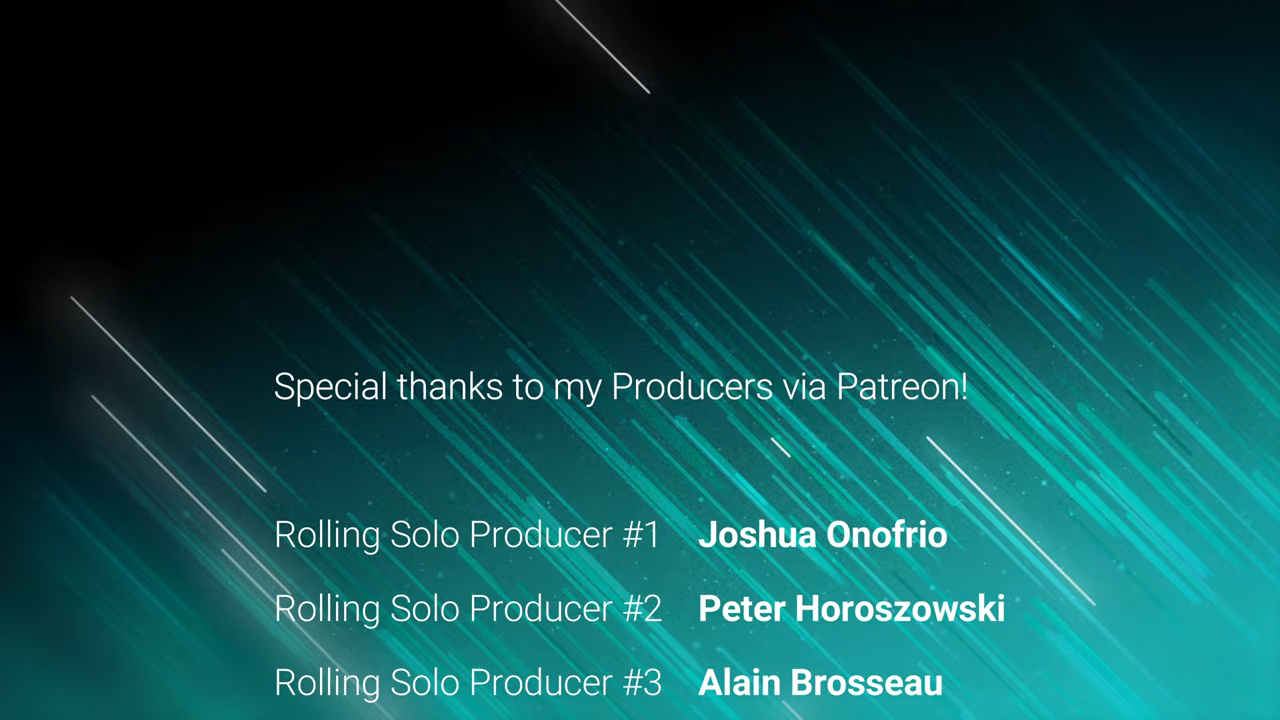 Special thanks to my Producers via Patreon!
Rolling Solo Producer #1 Joshua Onofrio
Rolling Solo Producer #2 Peter Horoszowski
Rolling Solo Producer #3 Alain Brosseau